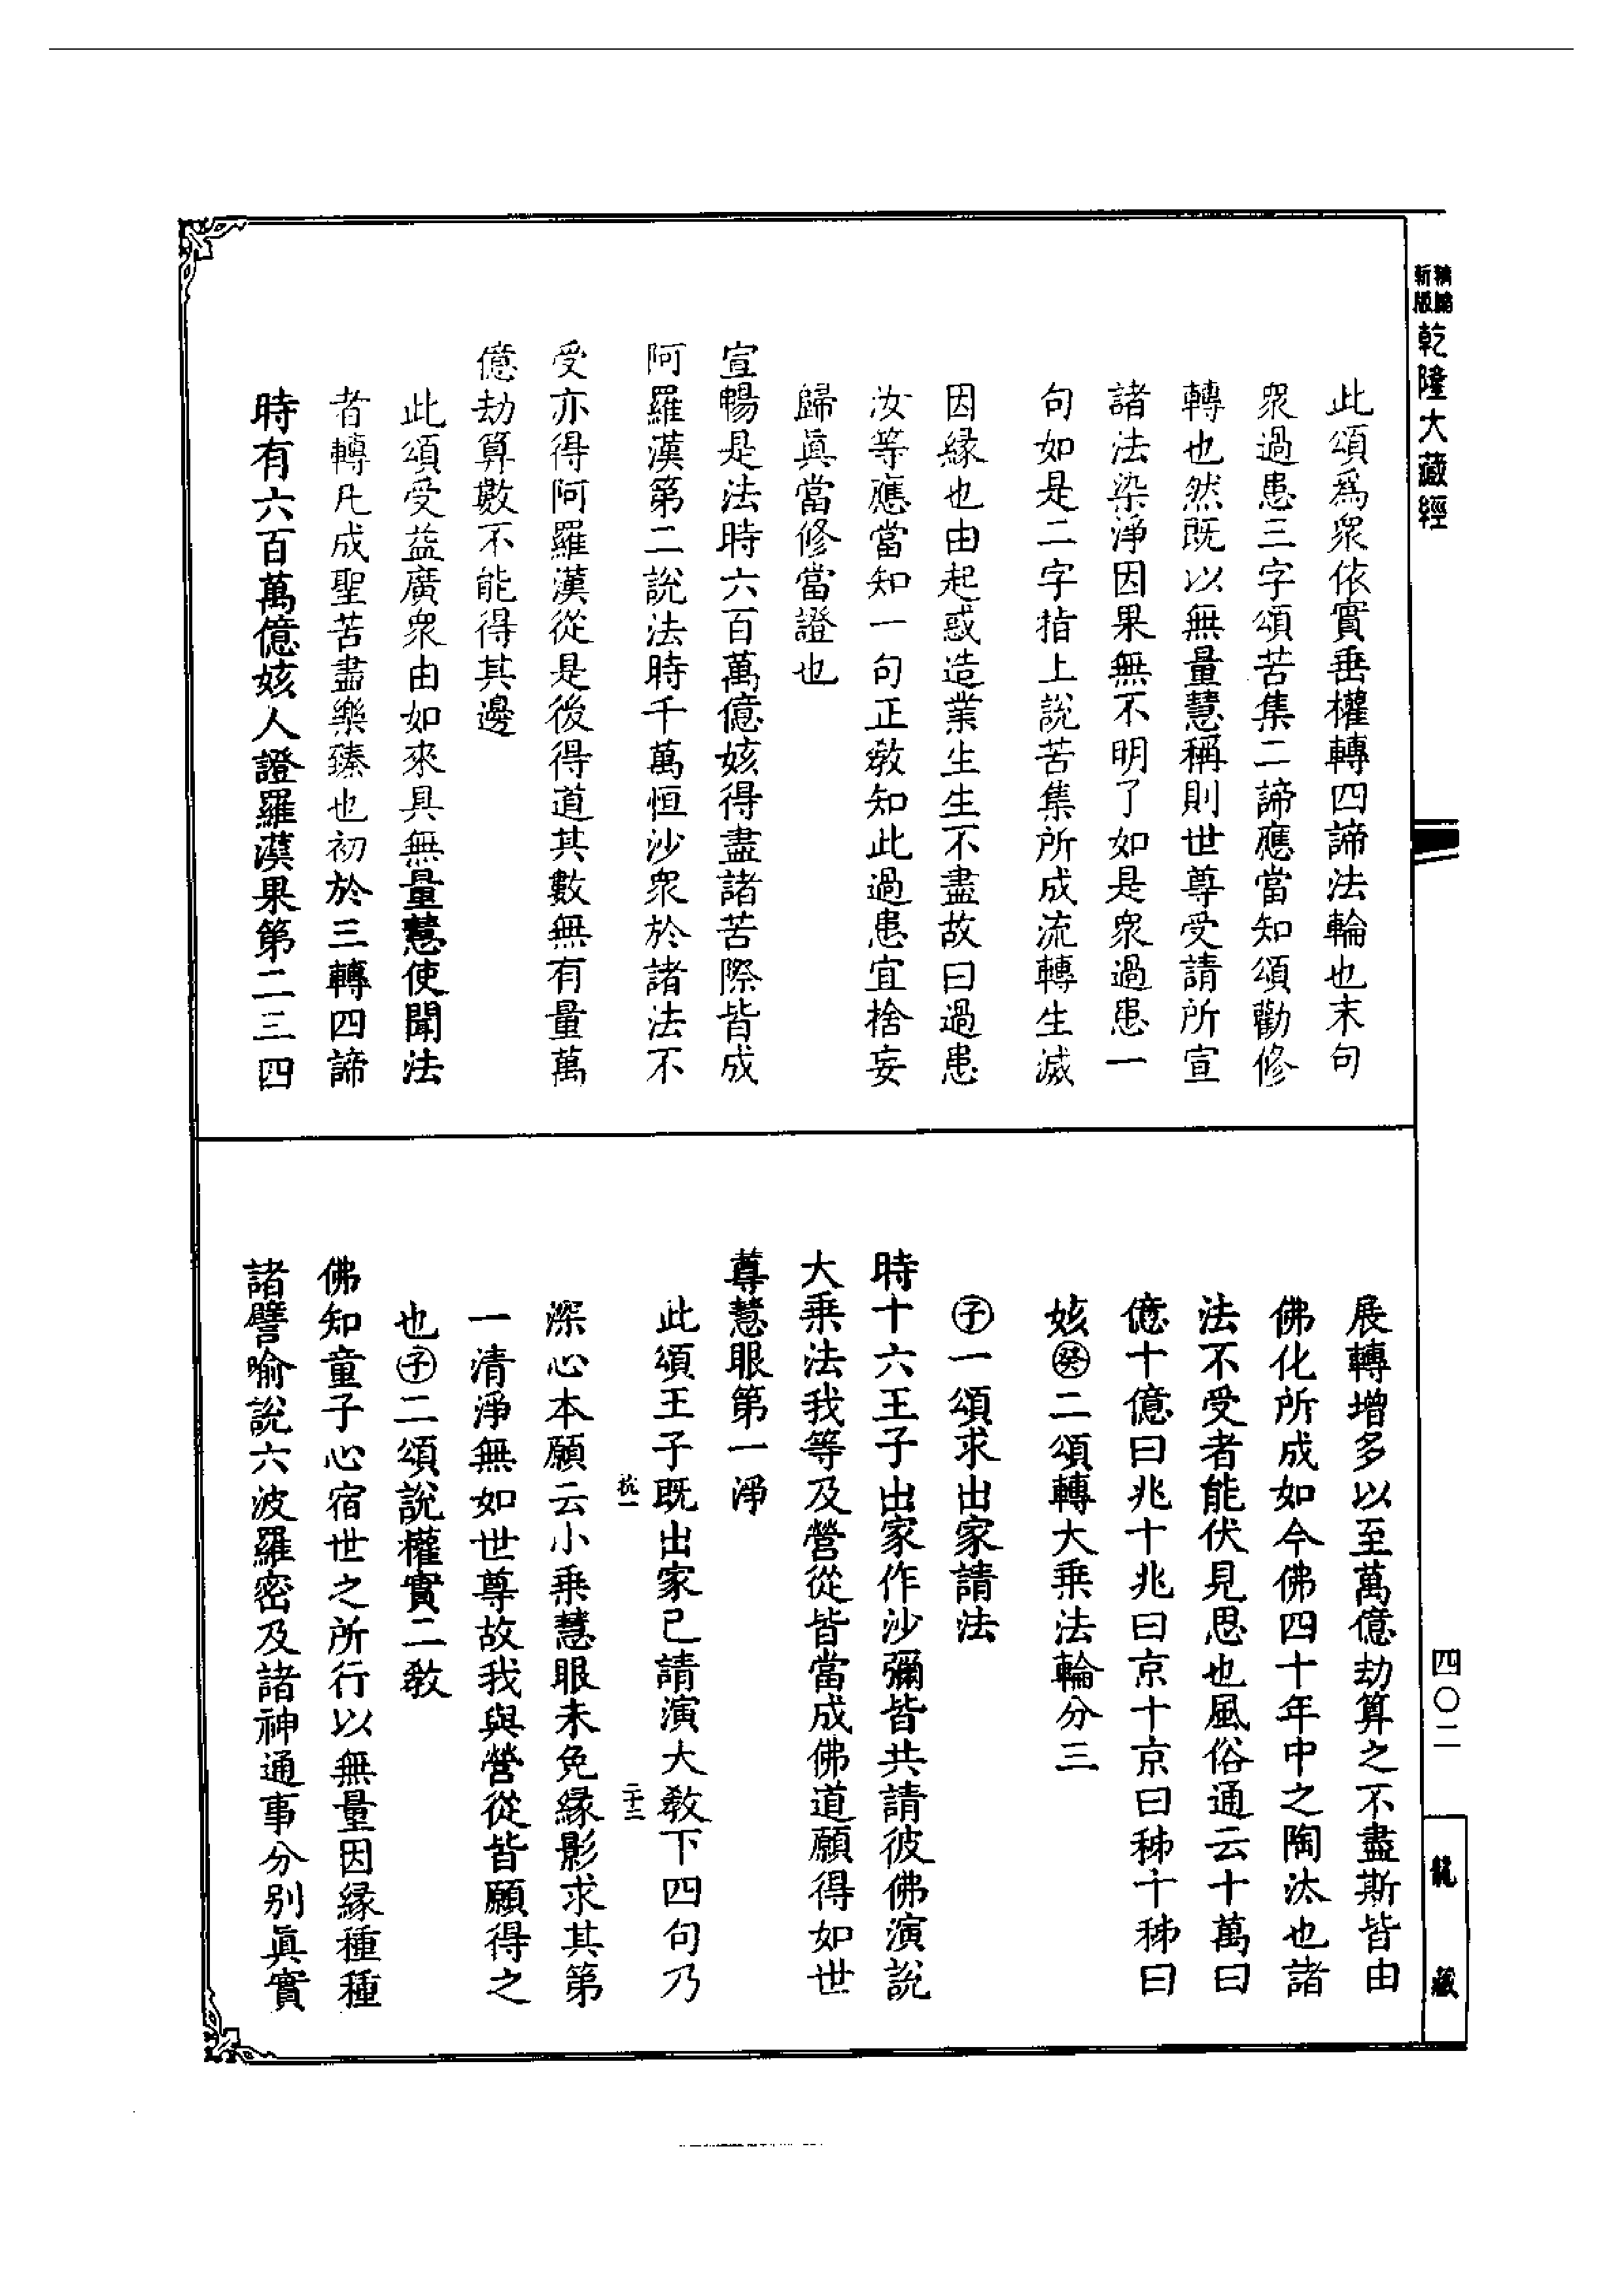 精編
新版
乾隆大藏經
此頌爲衆依實垂權轉四諦法輪也末句
衆過患三字頌苦集二諦應當知頌勸修
轉也然既以無量慧稱則世尊受請所宣
諸法染淨因果無不明了如是衆過患一
句如是二字指上說苦集所成流轉生滅
因緣也由起惑造業生生不盡故曰過患
汝等應當知一句正敎知此過患宜捨妄
歸眞當修當證也
宣暢是法時六百萬億姟得盡諸苦際皆成
阿羅漢第二說法時千萬恒沙衆於諸法不
受亦得阿羅漢從是後得道其數無有量萬
億劫算數不能得其邊
此頌受益廣衆由如來具無量慧使聞法
者轉凡成聖苦盡樂臻也初於三轉四諦
時有六百萬億姟人證羅漢果第二三四
展轉增多以至萬億劫算之不盡斯皆由
佛化所成如今佛四十年中之陶汰也諸
法不受者能伏見思也風俗通云十萬曰
億十億曰兆十兆曰京十京曰秭千秭曰
姟㊛癸二頌轉大乘法輪分三
子一頌求出家請法
時十六王子出家作沙彌皆共請彼佛演說
大乘法我等及營從皆當成佛道願得如世
尊慧眼第一淨
此頌王子既出家已請演大敎下四句乃
二十二
深心本願云小乘慧眼未免緣影求其第
一清淨無如世尊故我與營從皆願得之
也子二頌說權實二敎
佛知童子心宿世之所行以無量因緣種種
諸譬喻說六波羅密及諸神通事分別眞實
四〇二
龍藏